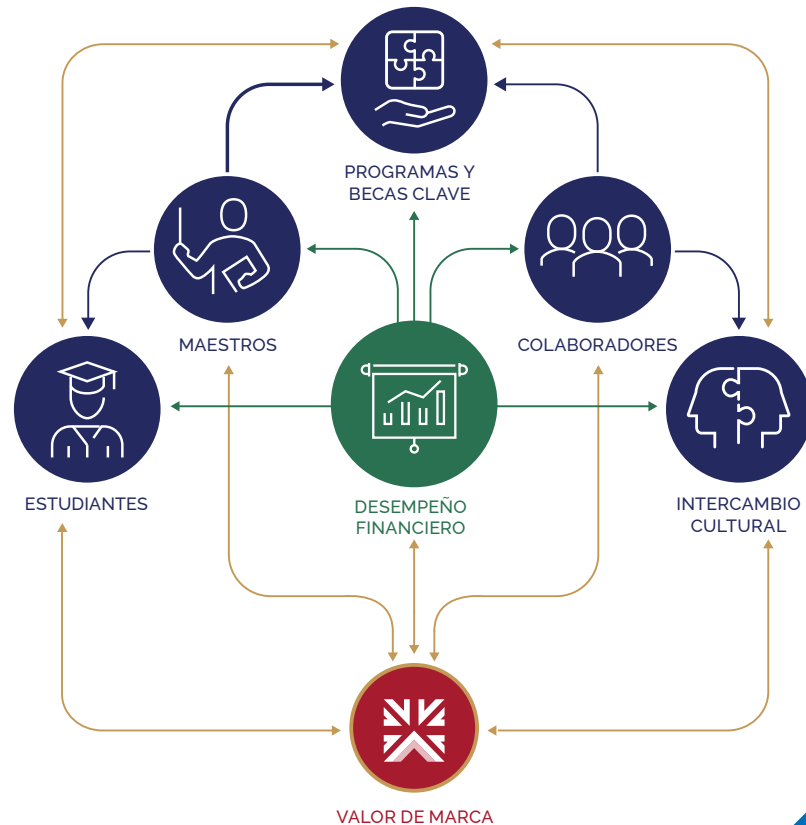 PROGRAMAS Y
BECAS CLAVE
MAESTROS
COLABORADORES
ESTUDIANTES
DESEMPEÑO
FINANCIERO
INTERCAMBIO
CULTURAL
VALOR DE MARCA